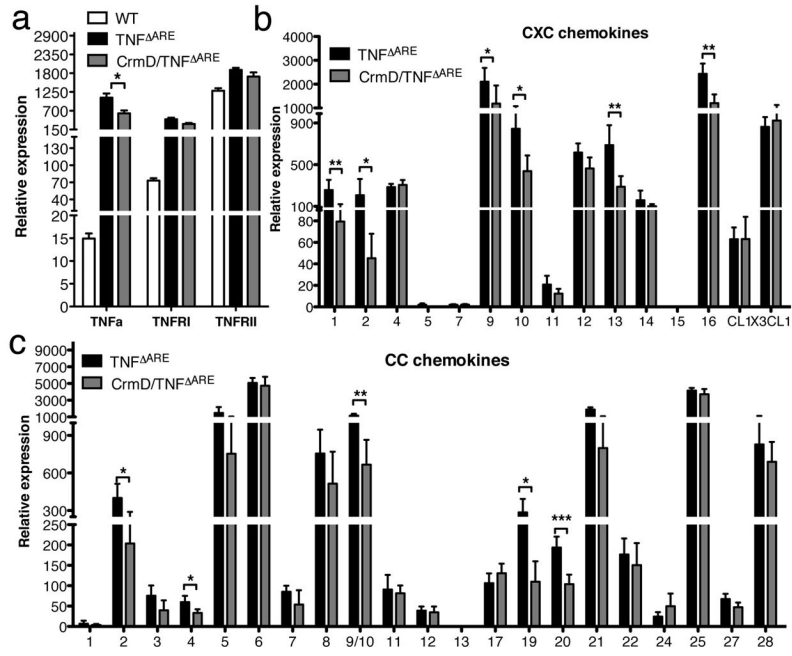 a
WT
TNFΔARE
CrmD/TNFΔARE
Relative expression
2900
2350
1800
1250
700
150
130
110
90
70
40
20
15
10
5
0
*
TNFa TNFRI TNFRII
b
CXC chemokines
TNFΔARE
CrmD/TNFΔARE
Relative expression
4000
3000
2000
1000
900
500
100
80
60
40
20
0
** * * * ** **
1 2 4 5 7 9 10 11 12 13 14 15 16 CL1X3CL1
c
CC chemokines
TNFΔARE
CrmD/TNFΔARE
Relative expression
9000
7000
5000
3000
1000
900
600
300
250
200
150
100
50
0
* * ** * ***
1 2 3 4 5 6 7 8 9/10 11 12 13 17 19 20 21 22 24 25 27 28